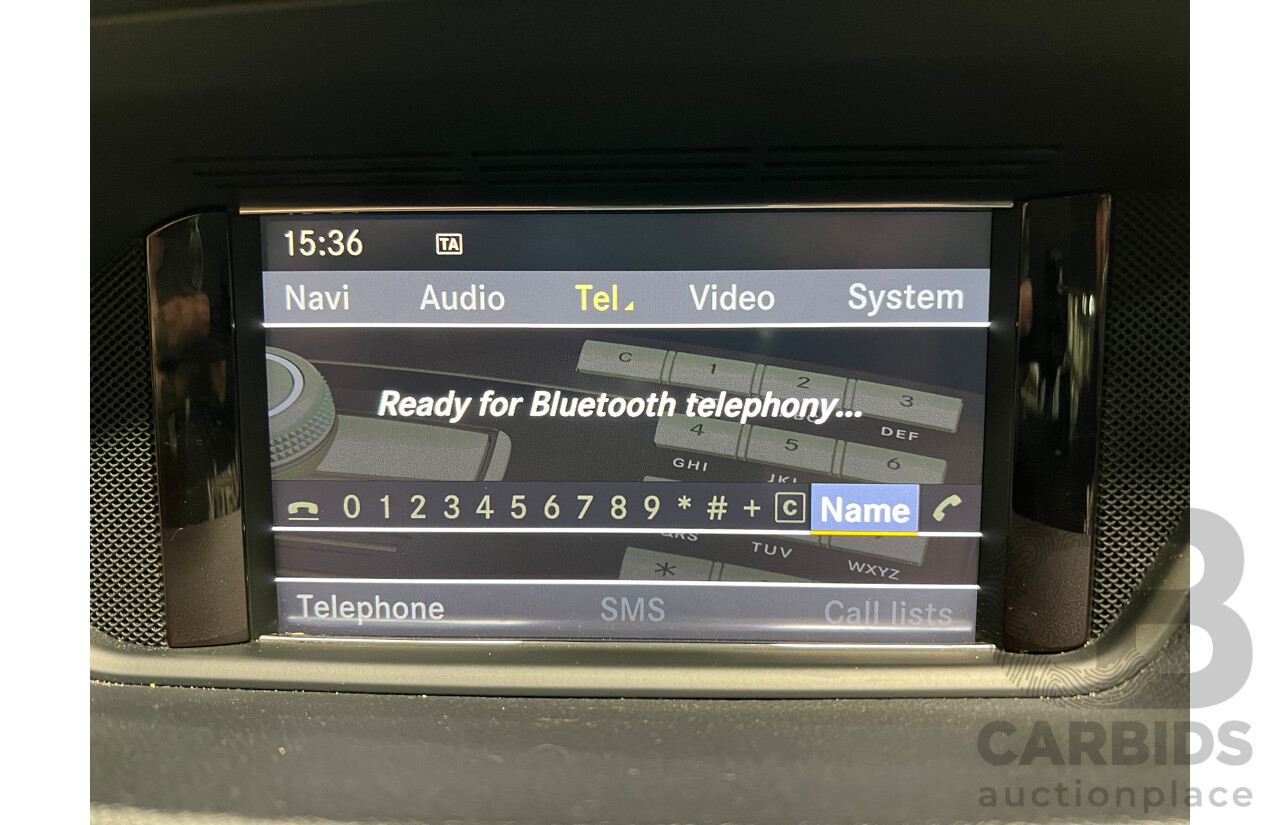 15:36 TA
Navi Audio Tel Video System
C 1 2 3
Ready for Bluetooth telephony...
DEF
4 5 6
GHI
0 1 2 3 4 5 6 7 8 9 * # + C Name
TUV
WXYZ
*
Telephone SMS Call lists
B
CARBIDS
auctionplace